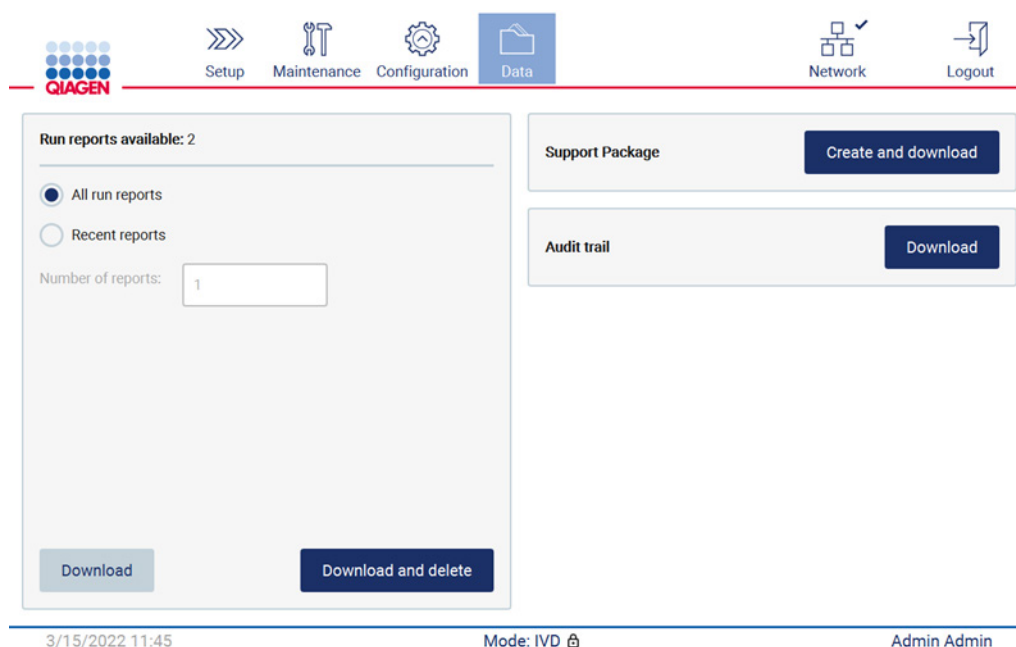 QIAGEN
Setup
Maintenance
Configuration
Data
Network
Logout
Run reports available: 2
All run reports
Recent reports
Number of reports:
1
Download
Download and delete
Support Package
Create and download
Audit trail
Download
3/15/2022 11:45
Mode: IVD
Admin Admin